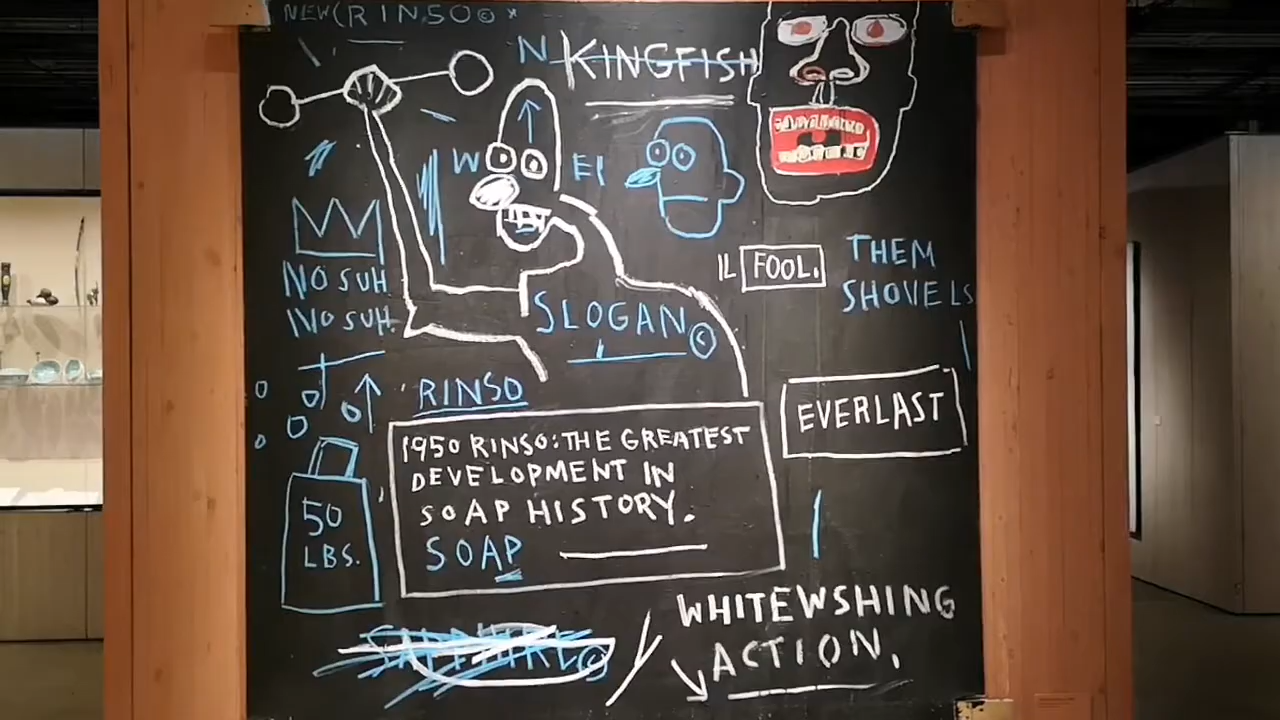 NEW(RINSO©*
N
KINGFISH
W
E
IL FOOL.
THEM
SHOVELS
NO SUH
NO SUH.
SLOGAN ©
RINSO
EVERLAST
1950 RINSO: THE GREATEST
DEVELOPMENT IN
SOAP HISTORY.
SOAP
50
LBS.
WHITEWSHING
ACTION.
SAPPHIRE©